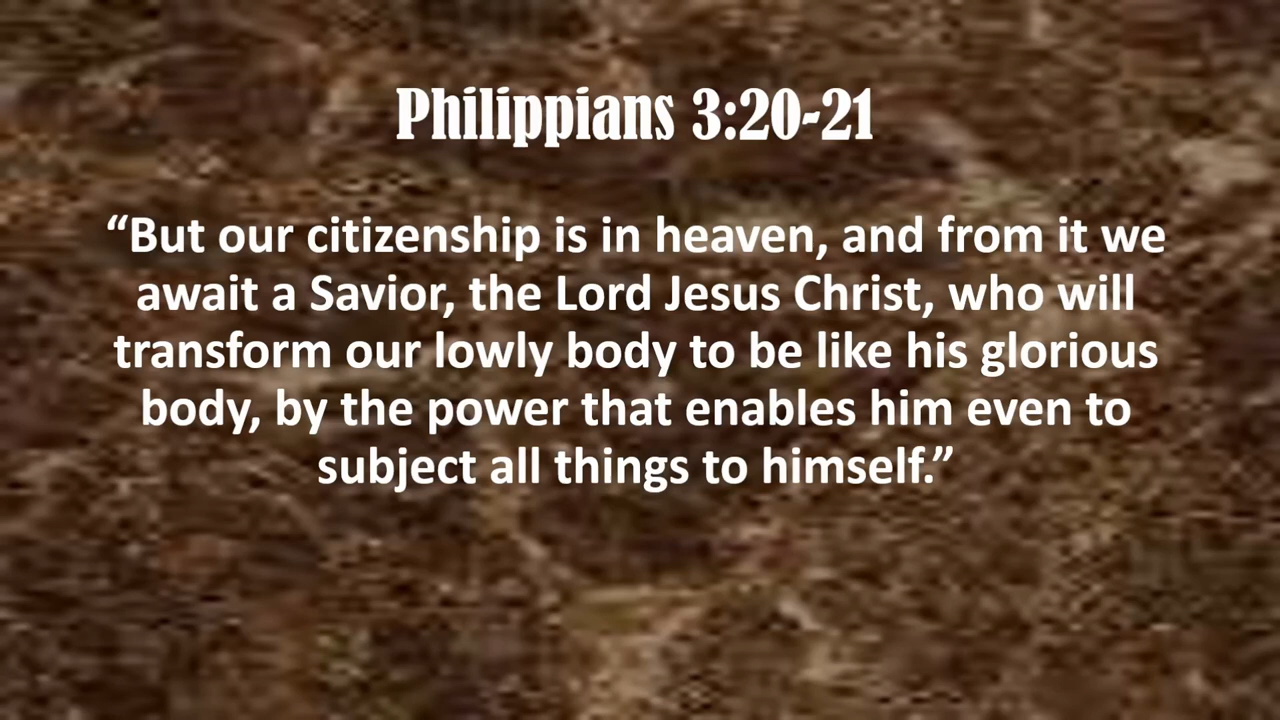 Philippians 3:20-21
“But our citizenship is in heaven, and from it we
await a Savior, the Lord Jesus Christ, who will
transform our lowly body to be like his glorious
body, by the power that enables him even to
subject all things to himself.”